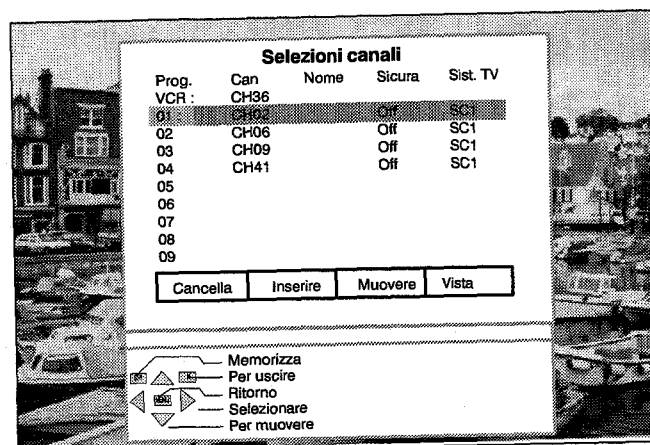 Selezioni canali
Prog. Can Nome Sicura Sist. TV
VCR : CH36
01 CH02 Off SC1
02 CH06 Off SC1
03 CH09 Off SC1
04 CH41 Off SC1
05
06
07
08
09
Cancella Inserire Muovere Vista
Memorizza
Per uscire
Ritorno
MENU
Selezionare
Per muovere